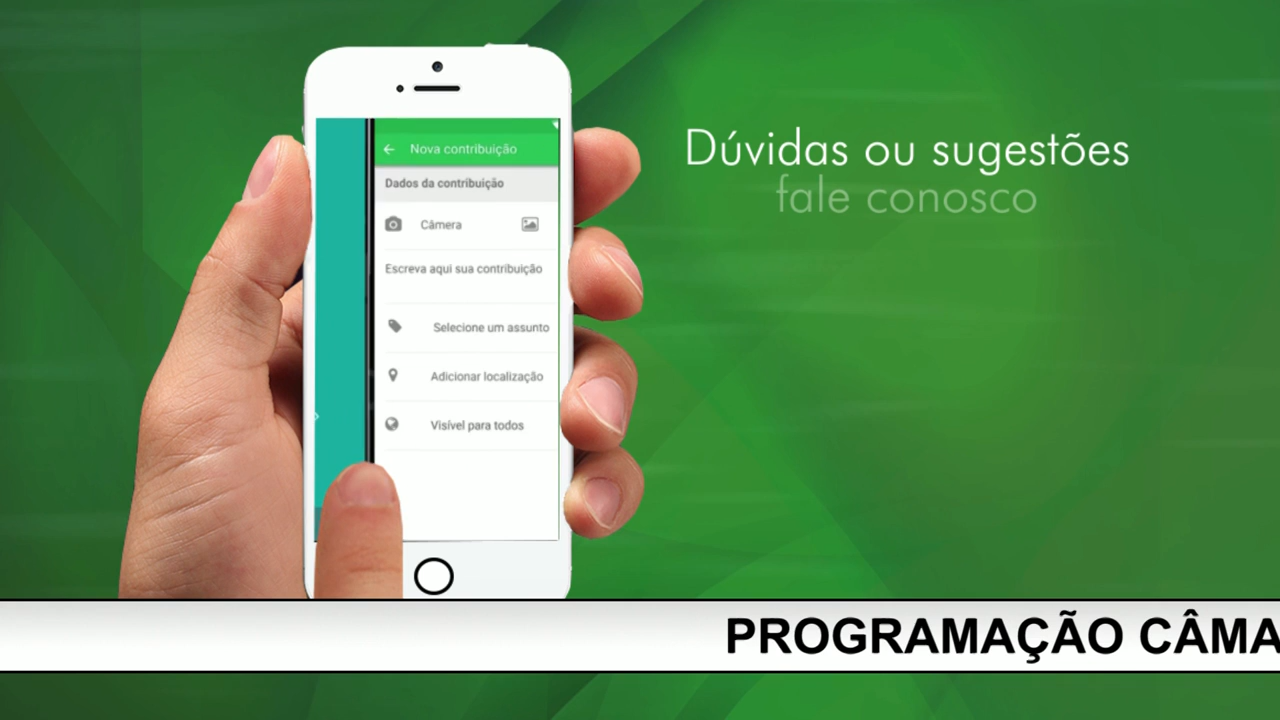 Nova contribuição
Dados da contribuição
Câmera
Escreva aqui sua contribuição
Selecione um assunto
Adicionar localização
Visível para todos
Dúvidas ou sugestões
fale conosco
PROGRAMAÇÃO CÂMA